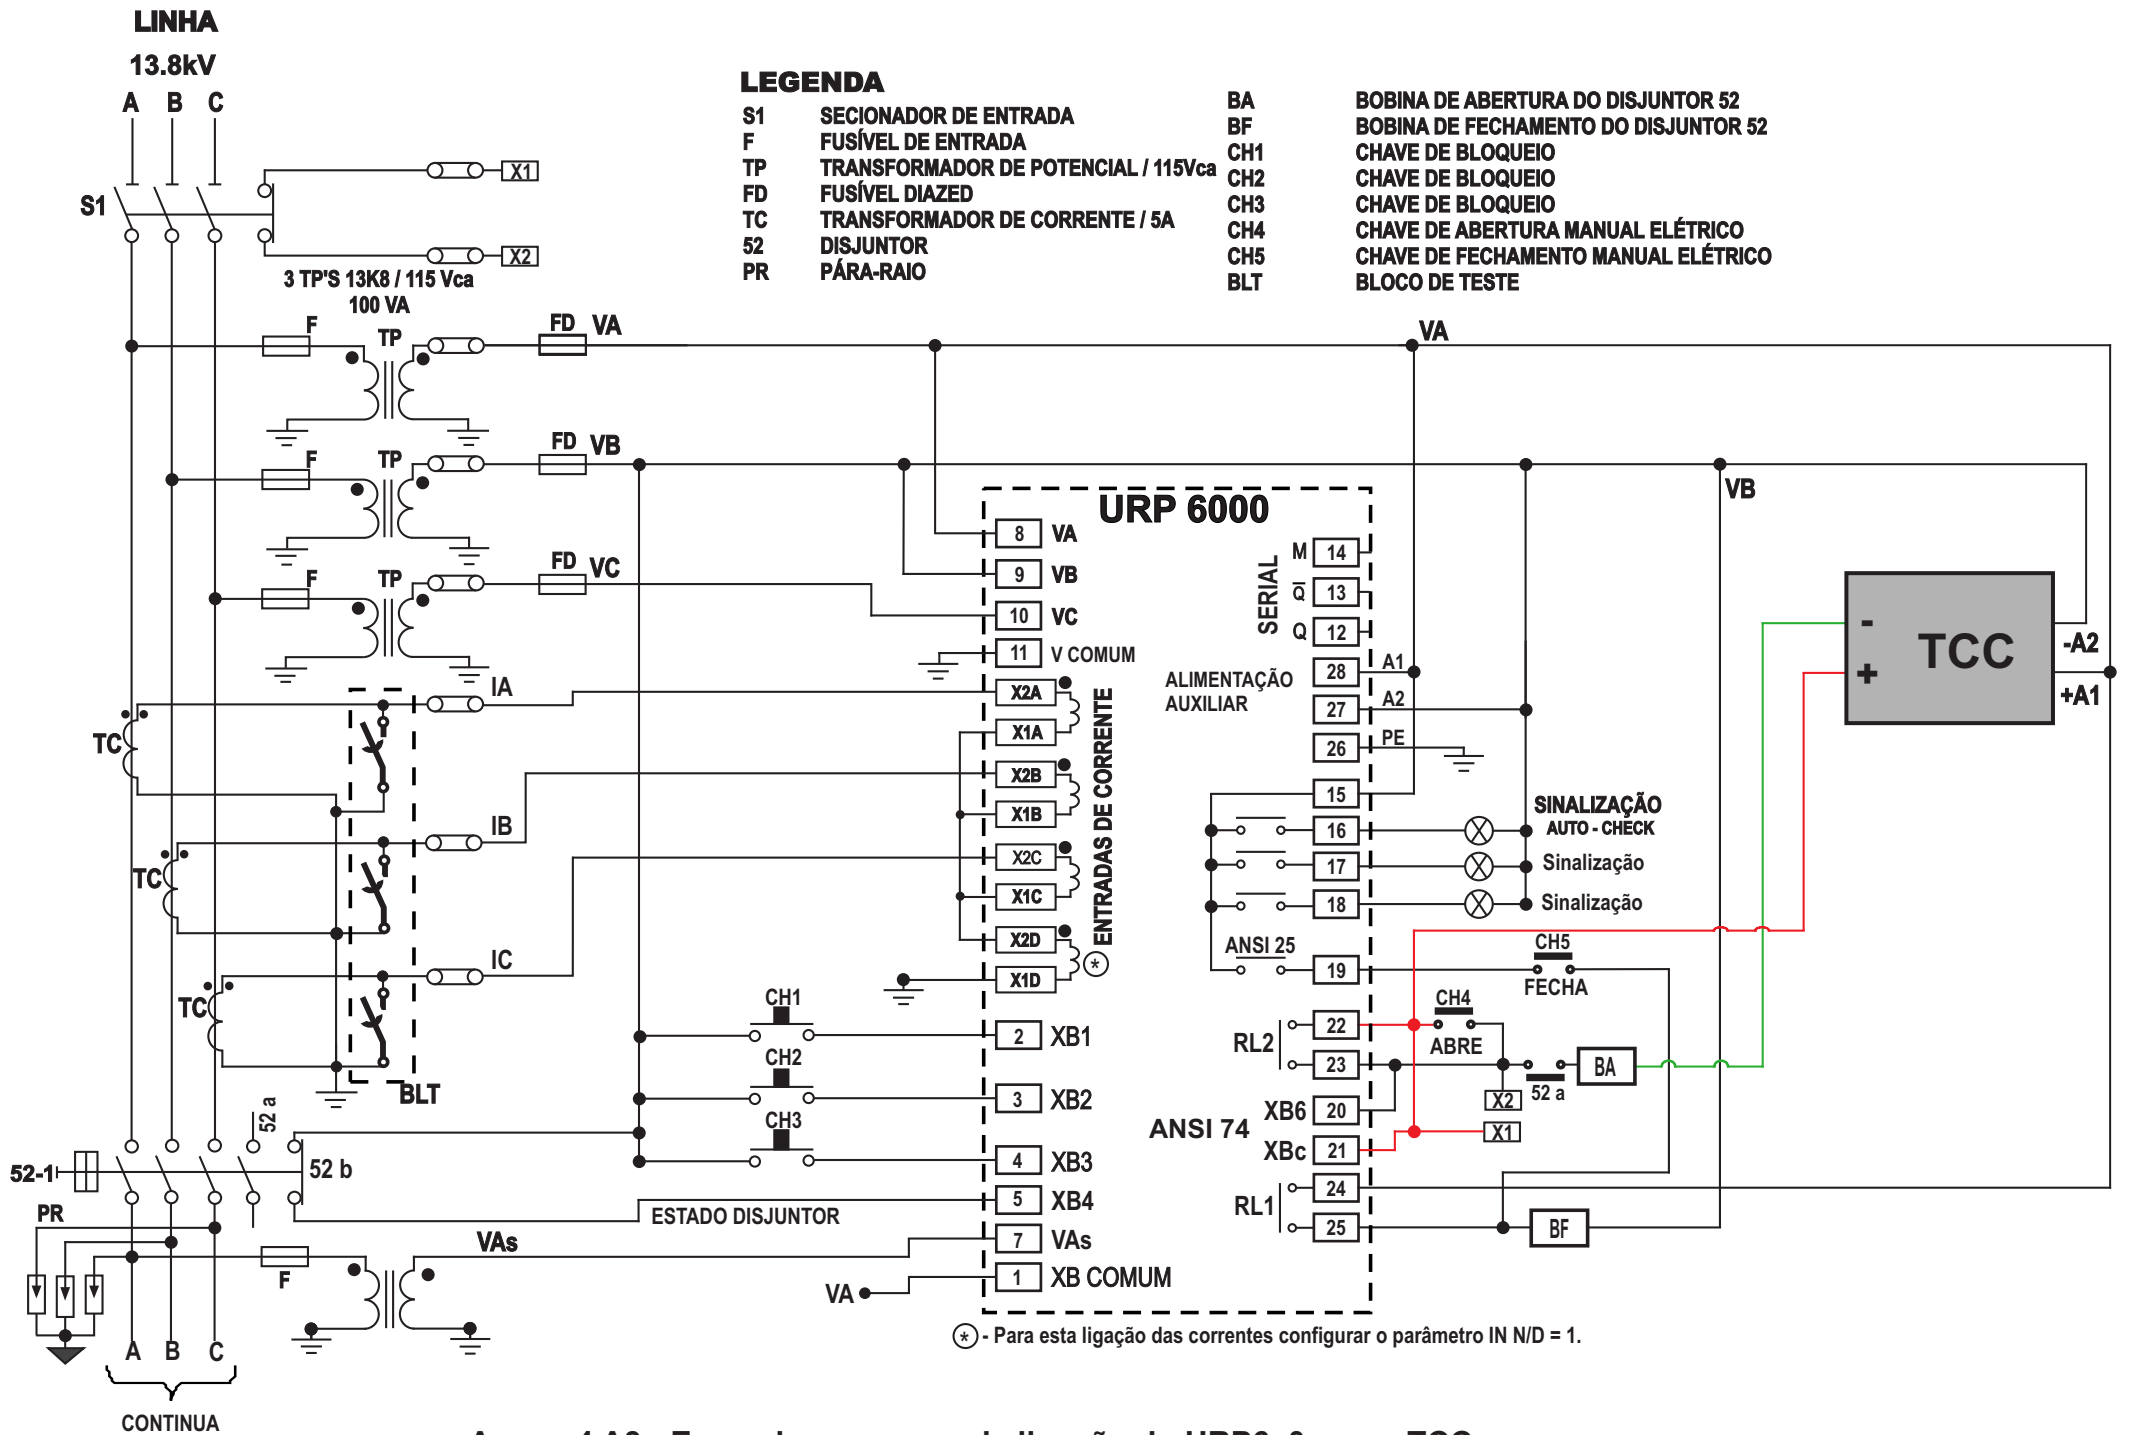 LINHA
13.8kV
A B C
S1
X1
X2
3 TP'S 13K8 / 115 Vca
100 VA
LEGENDA
S1 SECIONADOR DE ENTRADA
F FUSÍVEL DE ENTRADA
TP TRANSFORMADOR DE POTENCIAL / 115Vca
FD FUSÍVEL DIAZED
TC TRANSFORMADOR DE CORRENTE / 5A
52 DISJUNTOR
PR PÁRA-RAIO
BA BOBINA DE ABERTURA DO DISJUNTOR 52
BF BOBINA DE FECHAMENTO DO DISJUNTOR 52
CH1 CHAVE DE BLOQUEIO
CH2 CHAVE DE BLOQUEIO
CH3 CHAVE DE BLOQUEIO
CH4 CHAVE DE ABERTURA MANUAL ELÉTRICO
CH5 CHAVE DE FECHAMENTO MANUAL ELÉTRICO
BLT BLOCO DE TESTE
F TP FD VA
VA
F TP FD VB
VB
F TP FD VC
URP 6000
8 VA
9 VB
10 VC
11 V COMUM
X2A
X1A
X2B
X1B
X2C
X1C
X2D
X1D
*
ENTRADAS DE CORRENTE
2 XB1
3 XB2
4 XB3
5 XB4
7 VAs
1 XB COMUM
SERIAL
M 14
Q̅ 13
Q 12
ALIMENTAÇÃO
AUXILIAR
28 A1
27 A2
26 PE
15
16
17
18
ANSI 25
19
RL2
22
23
ANSI 74
XB6 20
XBc 21
RL1
24
25
SINALIZAÇÃO
AUTO - CHECK
Sinalização
Sinalização
CH5
FECHA
CH4
ABRE
X2
52 a
BA
X1
BF
-
+
TCC
-A2
+A1
IA
TC
IB
TC
IC
TC
BLT
CH1
CH2
CH3
52 a
52-1
52 b
ESTADO DISJUNTOR
PR
VAs
F
VA
A B C
CONTINUA
* - Para esta ligação das correntes configurar o parâmetro IN N/D = 1.